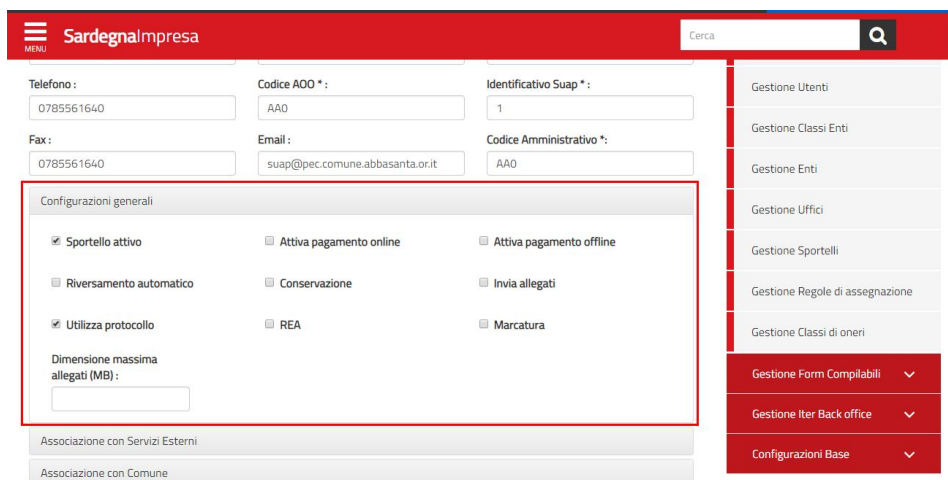 MENU
SardegnaImpresa
Cerca
Telefono :
Codice AOO * :
Identificativo Suap * :
0785561640
AA0
1
Fax :
Email :
Codice Amministrativo *:
0785561640
suap@pec.comune.abbasanta.or.it
AA0
Configurazioni generali
Sportello attivo
Attiva pagamento online
Attiva pagamento offline
Riversamento automatico
Conservazione
Invia allegati
Utilizza protocollo
REA
Marcatura
Dimensione massima
allegati (MB) :
Associazione con Servizi Esterni
Associazione con Comune
Gestione Utenti
Gestione Classi Enti
Gestione Enti
Gestione Uffici
Gestione Sportelli
Gestione Regole di assegnazione
Gestione Classi di oneri
Gestione Form Compilabili
Gestione Iter Back office
Configurazioni Base